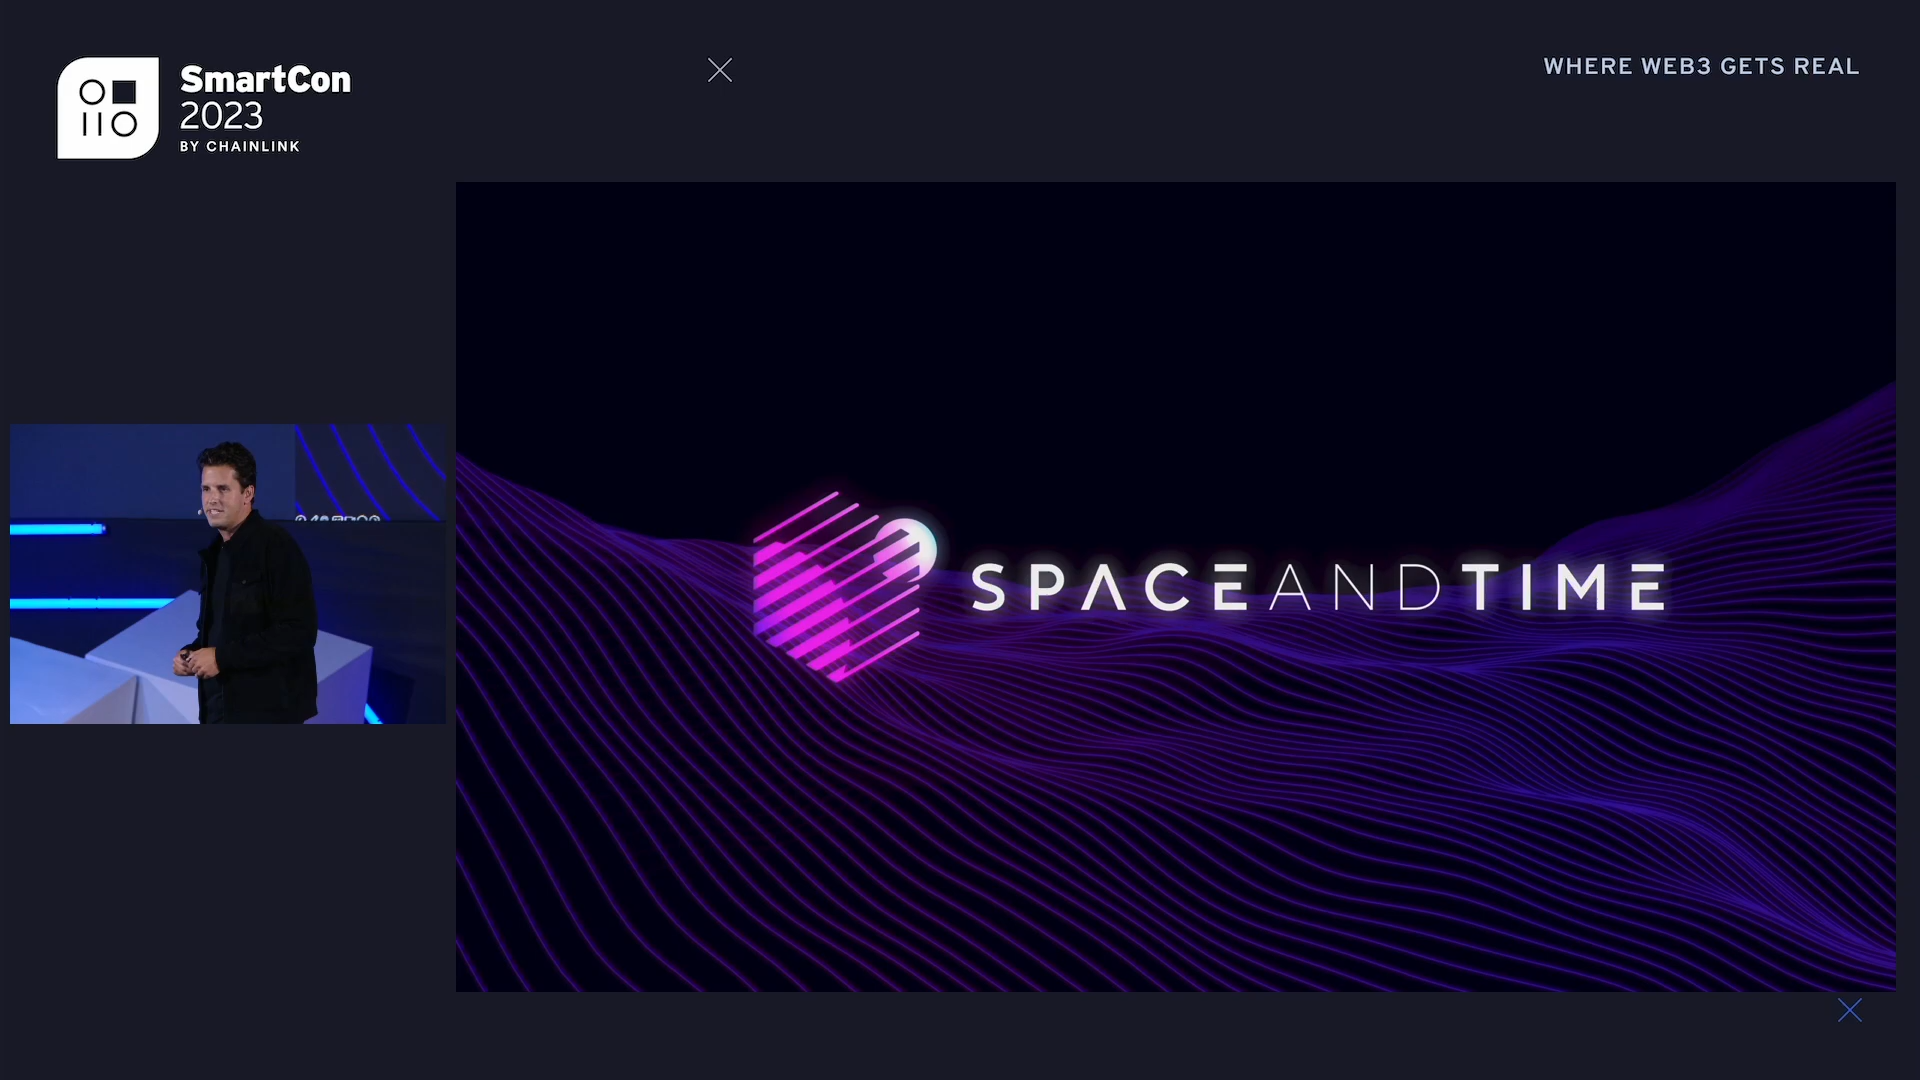 SmartCon
2023
BY CHAINLINK
WHERE WEB3 GETS REAL
SPACEANDTIME